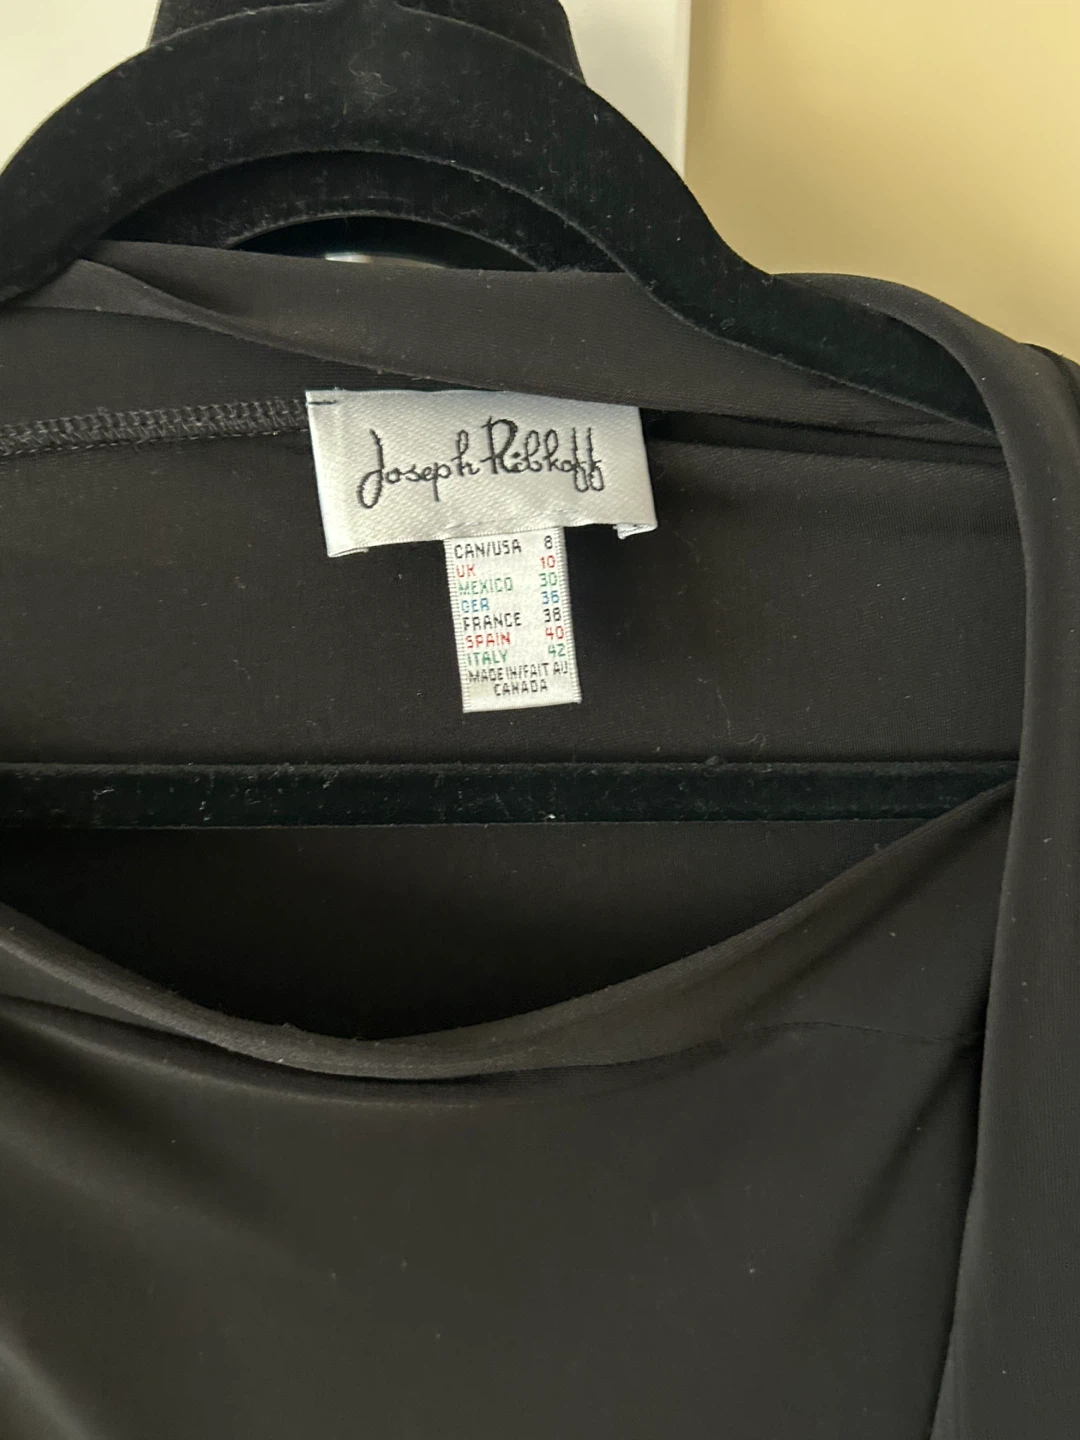 Joseph Ribkoff
CAN/USA 8
UK 10
MEXICO 30
GER 36
FRANCE 38
SPAIN 40
ITALY 42
MADE IN/FAIT AU
CANADA